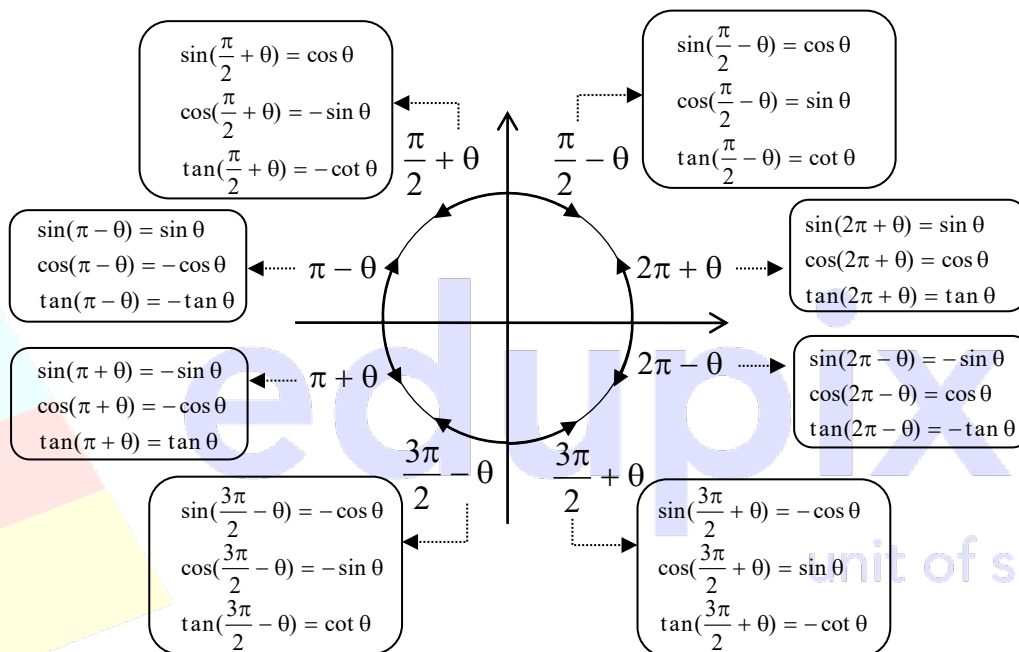 sin(π/2 + θ) = cos θ
cos(π/2 + θ) = − sin θ
tan(π/2 + θ) = − cot θ
sin(π/2 − θ) = cos θ
cos(π/2 − θ) = sin θ
tan(π/2 − θ) = cot θ
π/2 + θ
π/2 − θ
sin(π − θ) = sin θ
cos(π − θ) = − cos θ
tan(π − θ) = − tan θ
π − θ
2π + θ
sin(2π + θ) = sin θ
cos(2π + θ) = cos θ
tan(2π + θ) = tan θ
sin(π + θ) = − sin θ
cos(π + θ) = − cos θ
tan(π + θ) = tan θ
π + θ
2π − θ
sin(2π − θ) = − sin θ
cos(2π − θ) = cos θ
tan(2π − θ) = − tan θ
3π/2 − θ
3π/2 + θ
sin(3π/2 − θ) = − cos θ
cos(3π/2 − θ) = − sin θ
tan(3π/2 − θ) = cot θ
sin(3π/2 + θ) = − cos θ
cos(3π/2 + θ) = sin θ
tan(3π/2 + θ) = − cot θ
edupix
unit of s